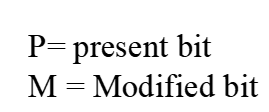 P= present bit
M = Modified bit